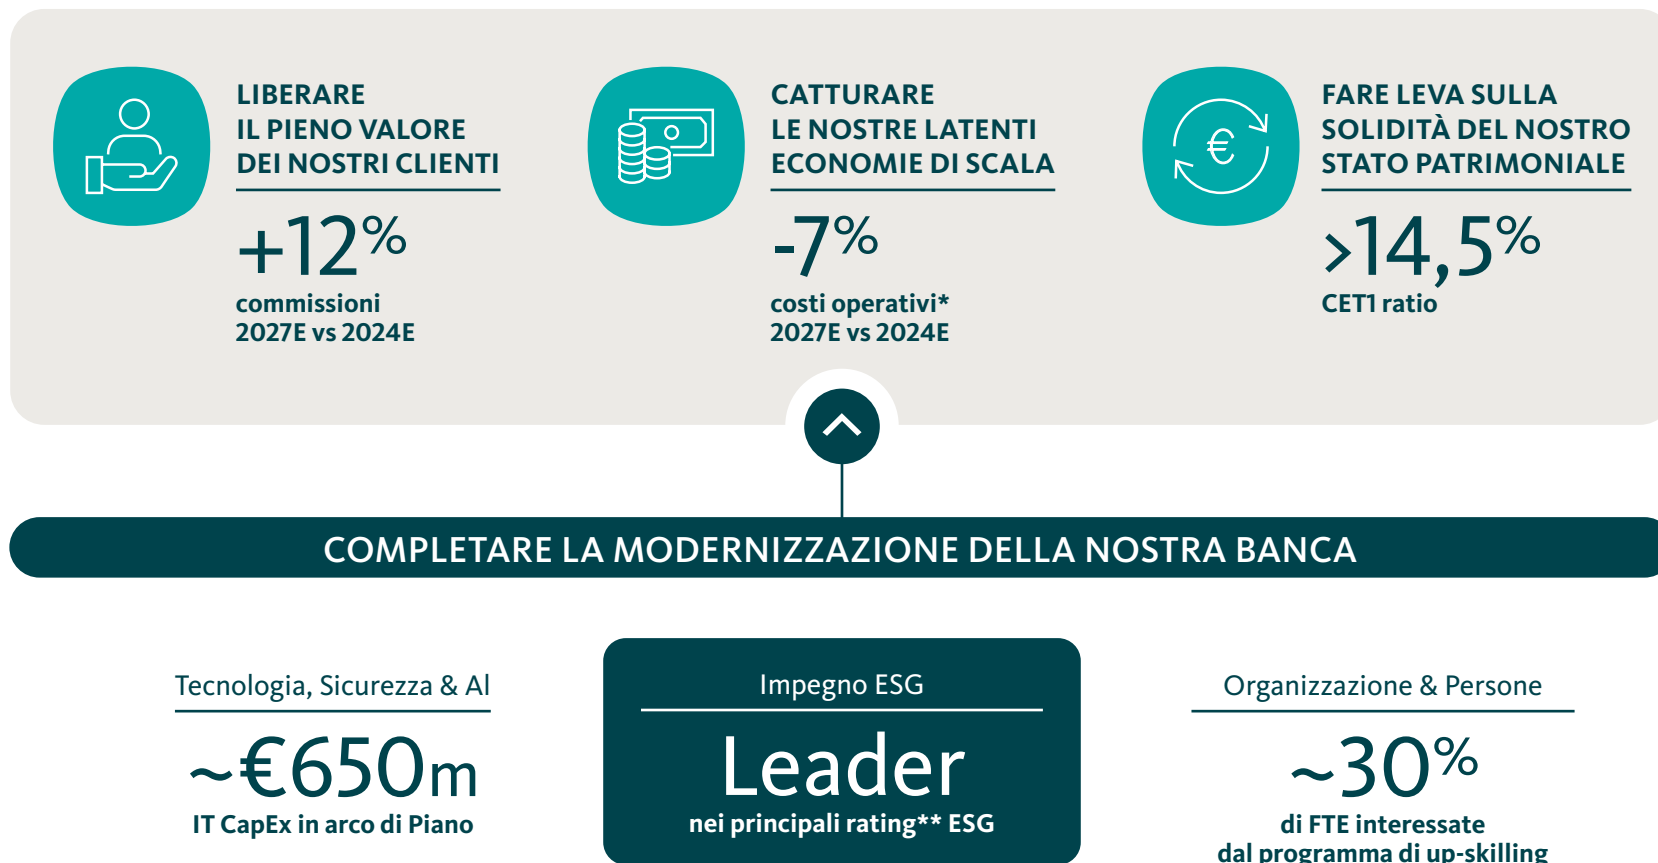 LIBERARE
IL PIENO VALORE
DEI NOSTRI CLIENTI
+12%
commissioni
2027E vs 2024E
CATTURARE
LE NOSTRE LATENTI
ECONOMIE DI SCALA
-7%
costi operativi*
2027E vs 2024E
FARE LEVA SULLA
SOLIDITÀ DEL NOSTRO
STATO PATRIMONIALE
€
>14,5%
CET1 ratio
COMPLETARE LA MODERNIZZAZIONE DELLA NOSTRA BANCA
Tecnologia, Sicurezza & AI
~€650m
IT CapEx in arco di Piano
Impegno ESG
Leader
nei principali rating** ESG
Organizzazione & Persone
~30%
di FTE interessate
dal programma di up-skilling